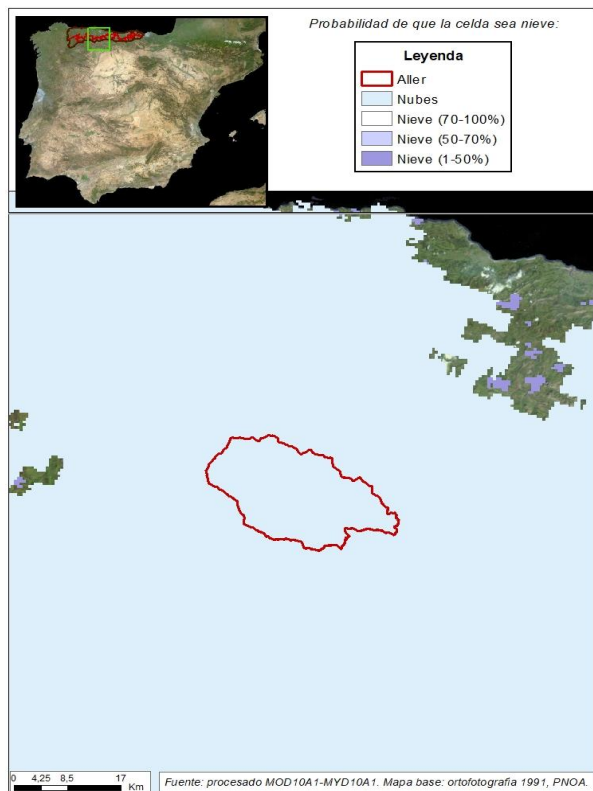 Probabilidad de que la celda sea nieve:
Leyenda
Aller
Nubes
Nieve (70-100%)
Nieve (50-70%)
Nieve (1-50%)
0 4,25 8,5 17
Km
Fuente: procesado MOD10A1-MYD10A1. Mapa base: ortofotografía 1991, PNOA.